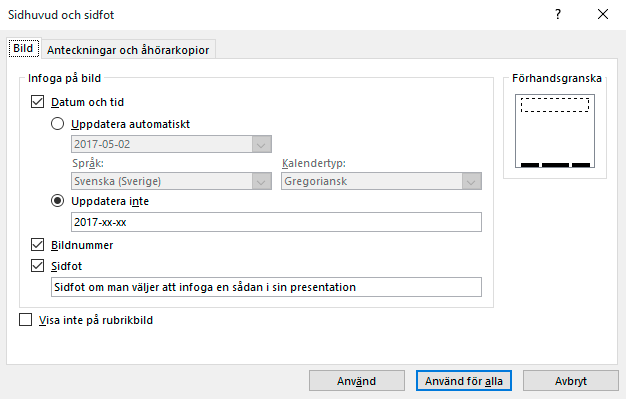 Sidhuvud och sidfot
Bild
Anteckningar och åhörarkopior
Infoga på bild
Förhandsgranska
Datum och tid
Uppdatera automatiskt
2017-05-02
Språk:
Kalendertyp:
Svenska (Sverige)
Gregoriansk
Uppdatera inte
2017-xx-xx
Bildnummer
Sidfot
Sidfot om man väljer att infoga en sådan i sin presentation
Visa inte på rubrikbild
Använd
Använd för alla
Avbryt